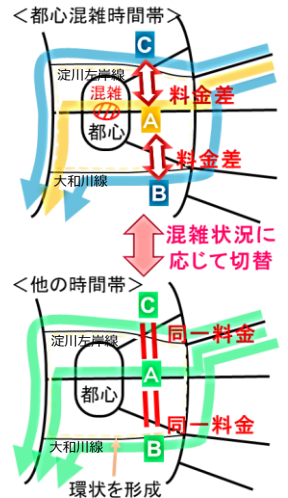 ＜都心混雑時間帯＞
C
淀川左岸線
混雑
料金差
A
都心
料金差
大和川線
B
混雑状況に
応じて切替
＜他の時間帯＞
C
淀川左岸線
同一料金
A
都心
同一料金
大和川線
B
環状を形成